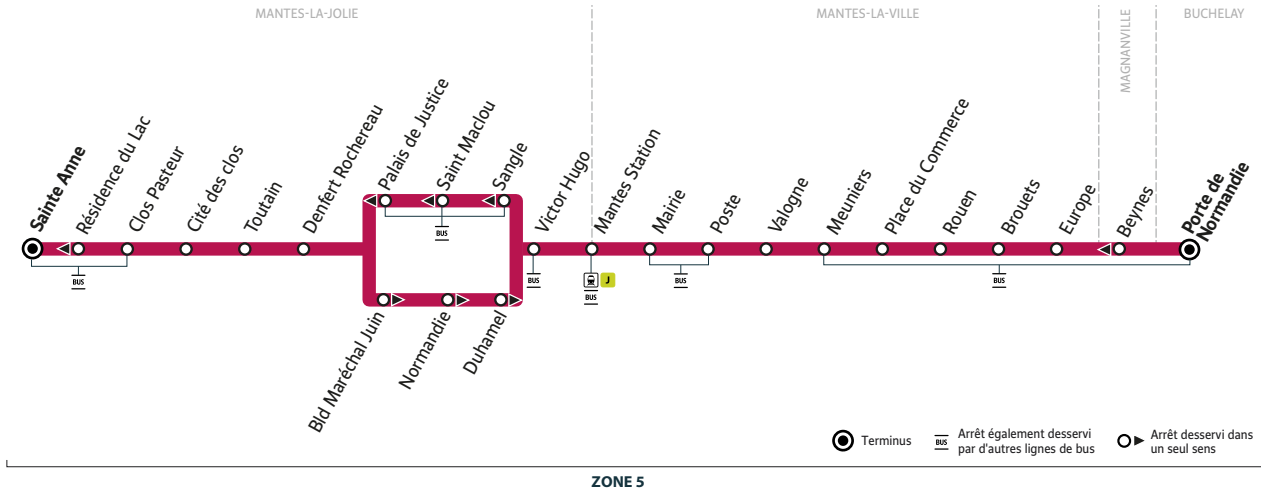 MANTES-LA-JOLIE
MANTES-LA-VILLE
MAGNANVILLE
BUCHELAY
Sainte Anne
Résidence du Lac
Clos Pasteur
Cité des clos
Toutain
Denfert Rochereau
Palais de Justice
Saint Maclou
Sangle
Bld Maréchal Juin
Normandie
Duhamel
Victor Hugo
Mantes Station
Mairie
Poste
Valogne
Meuniers
Place du Commerce
Rouen
Brouets
Europe
Beynes
Porte de
Normandie
BUS
BUS
BUS
J
BUS
BUS
BUS
Terminus
BUS
Arrêt également desservi
par d'autres lignes de bus
Arrêt desservi dans
un seul sens
ZONE 5